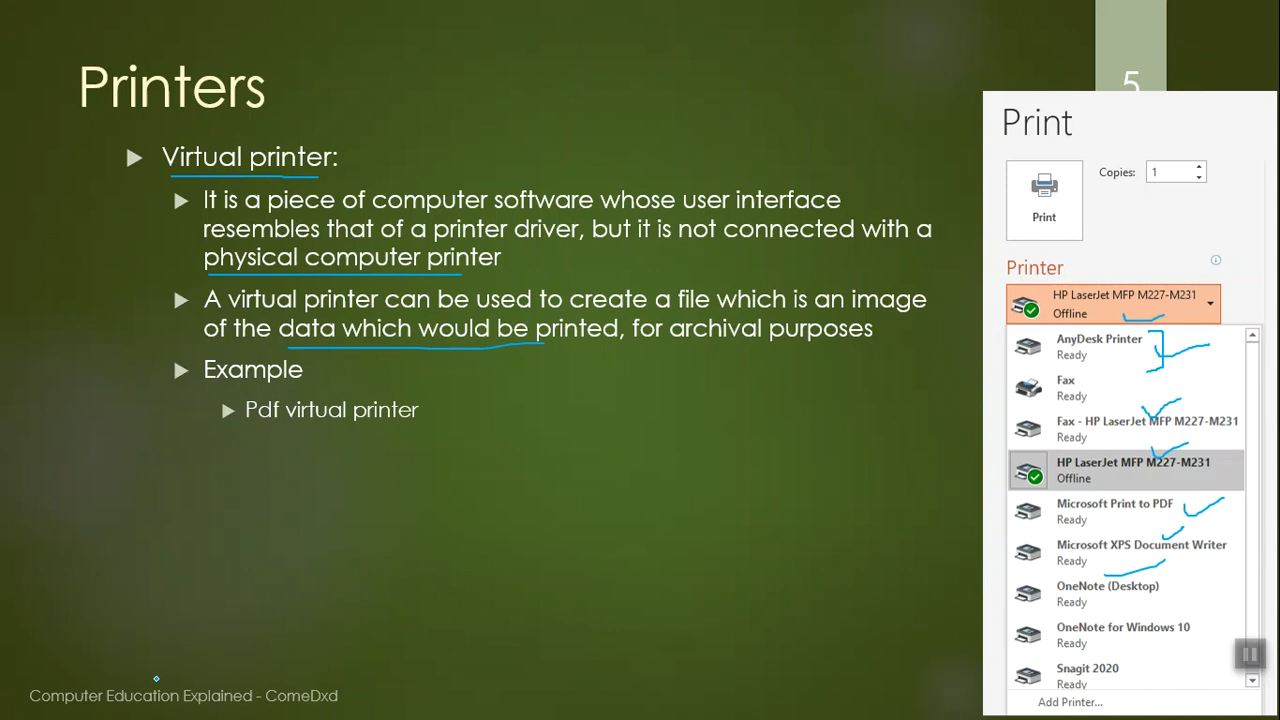 Printers
5
Virtual printer:
It is a piece of computer software whose user interface
resembles that of a printer driver, but it is not connected with a
physical computer printer
A virtual printer can be used to create a file which is an image
of the data which would be printed, for archival purposes
Example
Pdf virtual printer
Computer Education Explained - ComeDxd
Print
Copies: 1
Print
Printer
HP LaserJet MFP M227-M231
Offline
AnyDesk Printer
Ready
Fax
Ready
Fax - HP LaserJet MFP M227-M231
Ready
HP LaserJet MFP M227-M231
Offline
Microsoft Print to PDF
Ready
Microsoft XPS Document Writer
Ready
OneNote (Desktop)
Ready
OneNote for Windows 10
Ready
Snagit 2020
Ready
Add Printer...